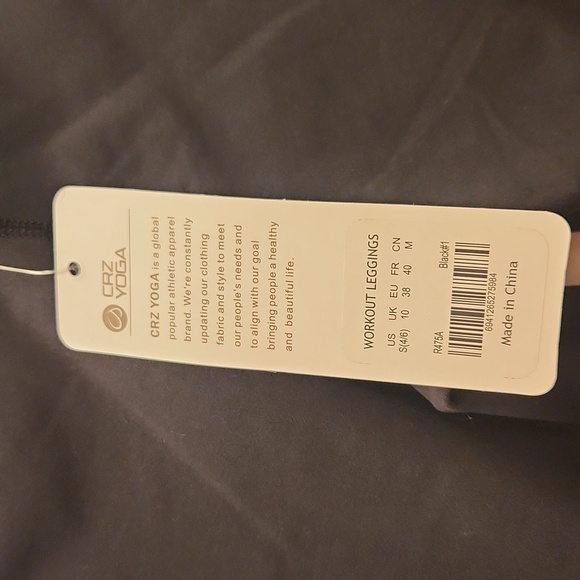 CRZ
YOGA
CRZ YOGA is a global
popular athletic apparel
brand. We're constantly
updating our clothing
fabric and style to meet
our people's needs and
to align with our goal
bringing people a healthy
and beautiful life.
WORKOUT LEGGINGS
US UK EU FR CN
S(4/6) 10 38 40 M
R475A Black#1
6941265275984
Made in China